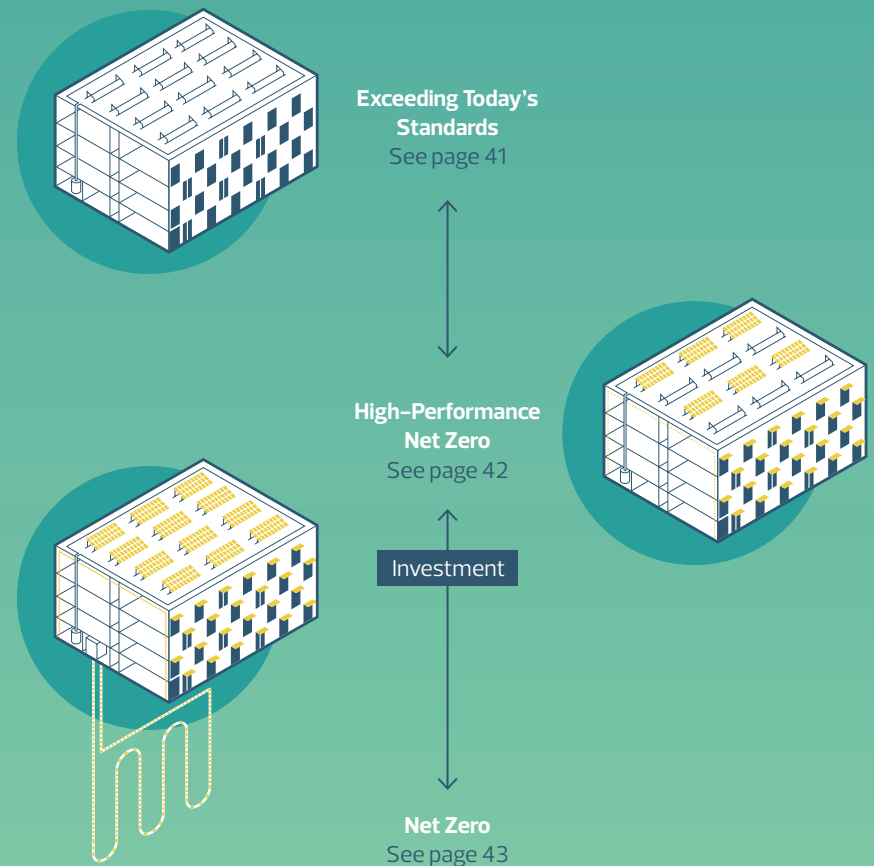 Exceeding Today's
Standards
See page 41
High-Performance
Net Zero
See page 42
Investment
Net Zero
See page 43